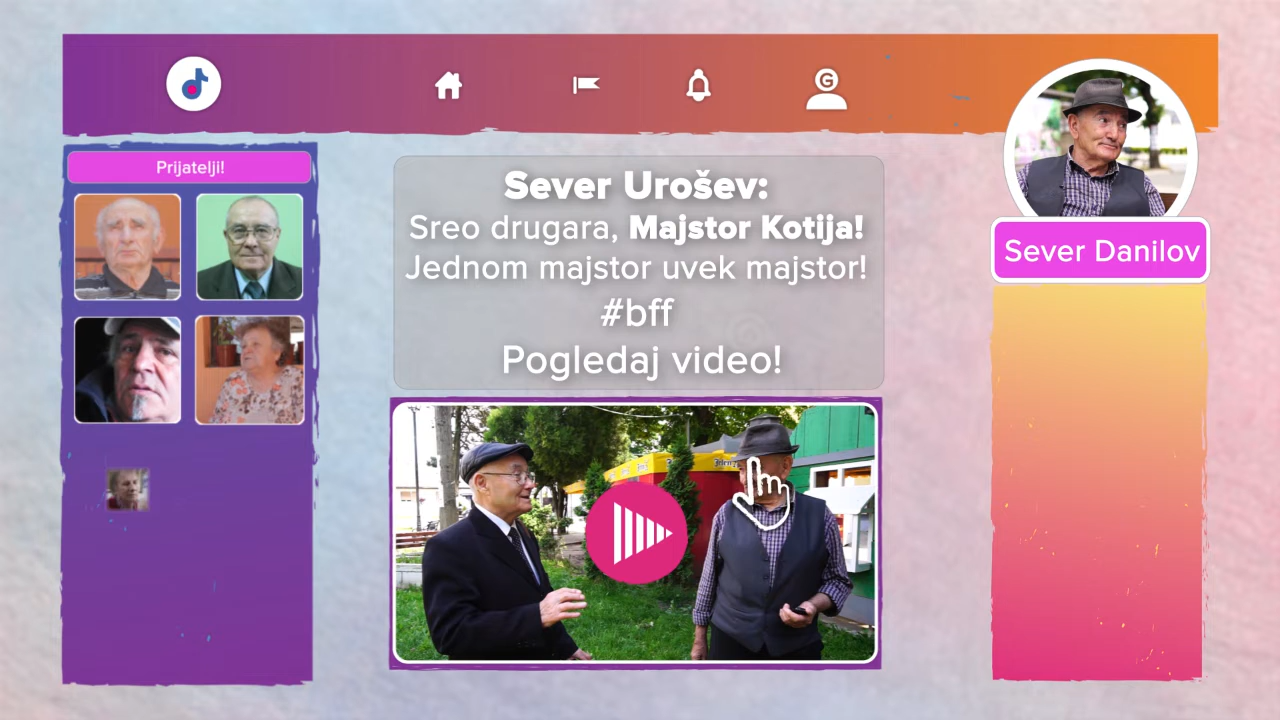 G
Prijatelji!
Sever Urošev:
Sreo drugara, Majstor Kotija!
Jednom majstor uvek majstor!
#bff
Pogledaj video!
Sever Danilov